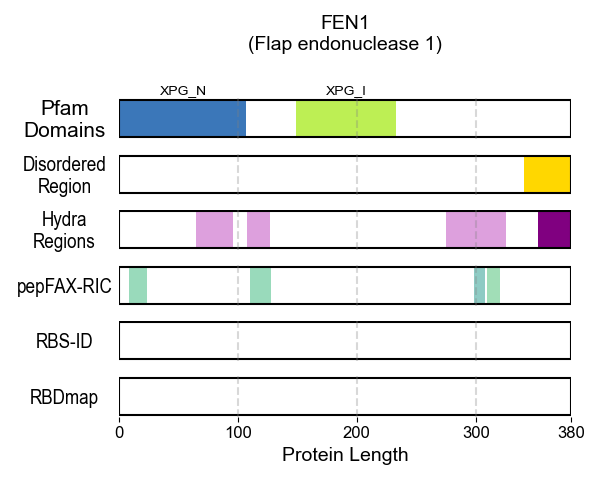 FEN1
(Flap endonuclease 1)
XPG_N XPG_I
Pfam
Domains
Disordered
Region
Hydra
Regions
pepFAX-RIC
RBS-ID
RBDmap
0 100 200 300 380
Protein Length